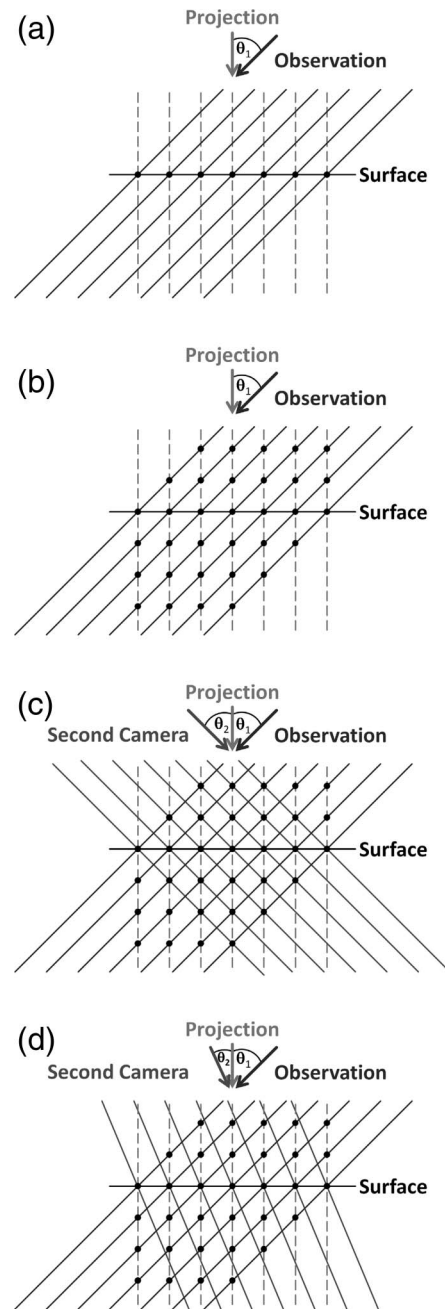 (a)
Projection
θ1
Observation
Surface
(b)
Projection
θ1
Observation
Surface
(c)
Projection
Second Camera
θ2
θ1
Observation
Surface
(d)
Projection
Second Camera
θ2
θ1
Observation
Surface